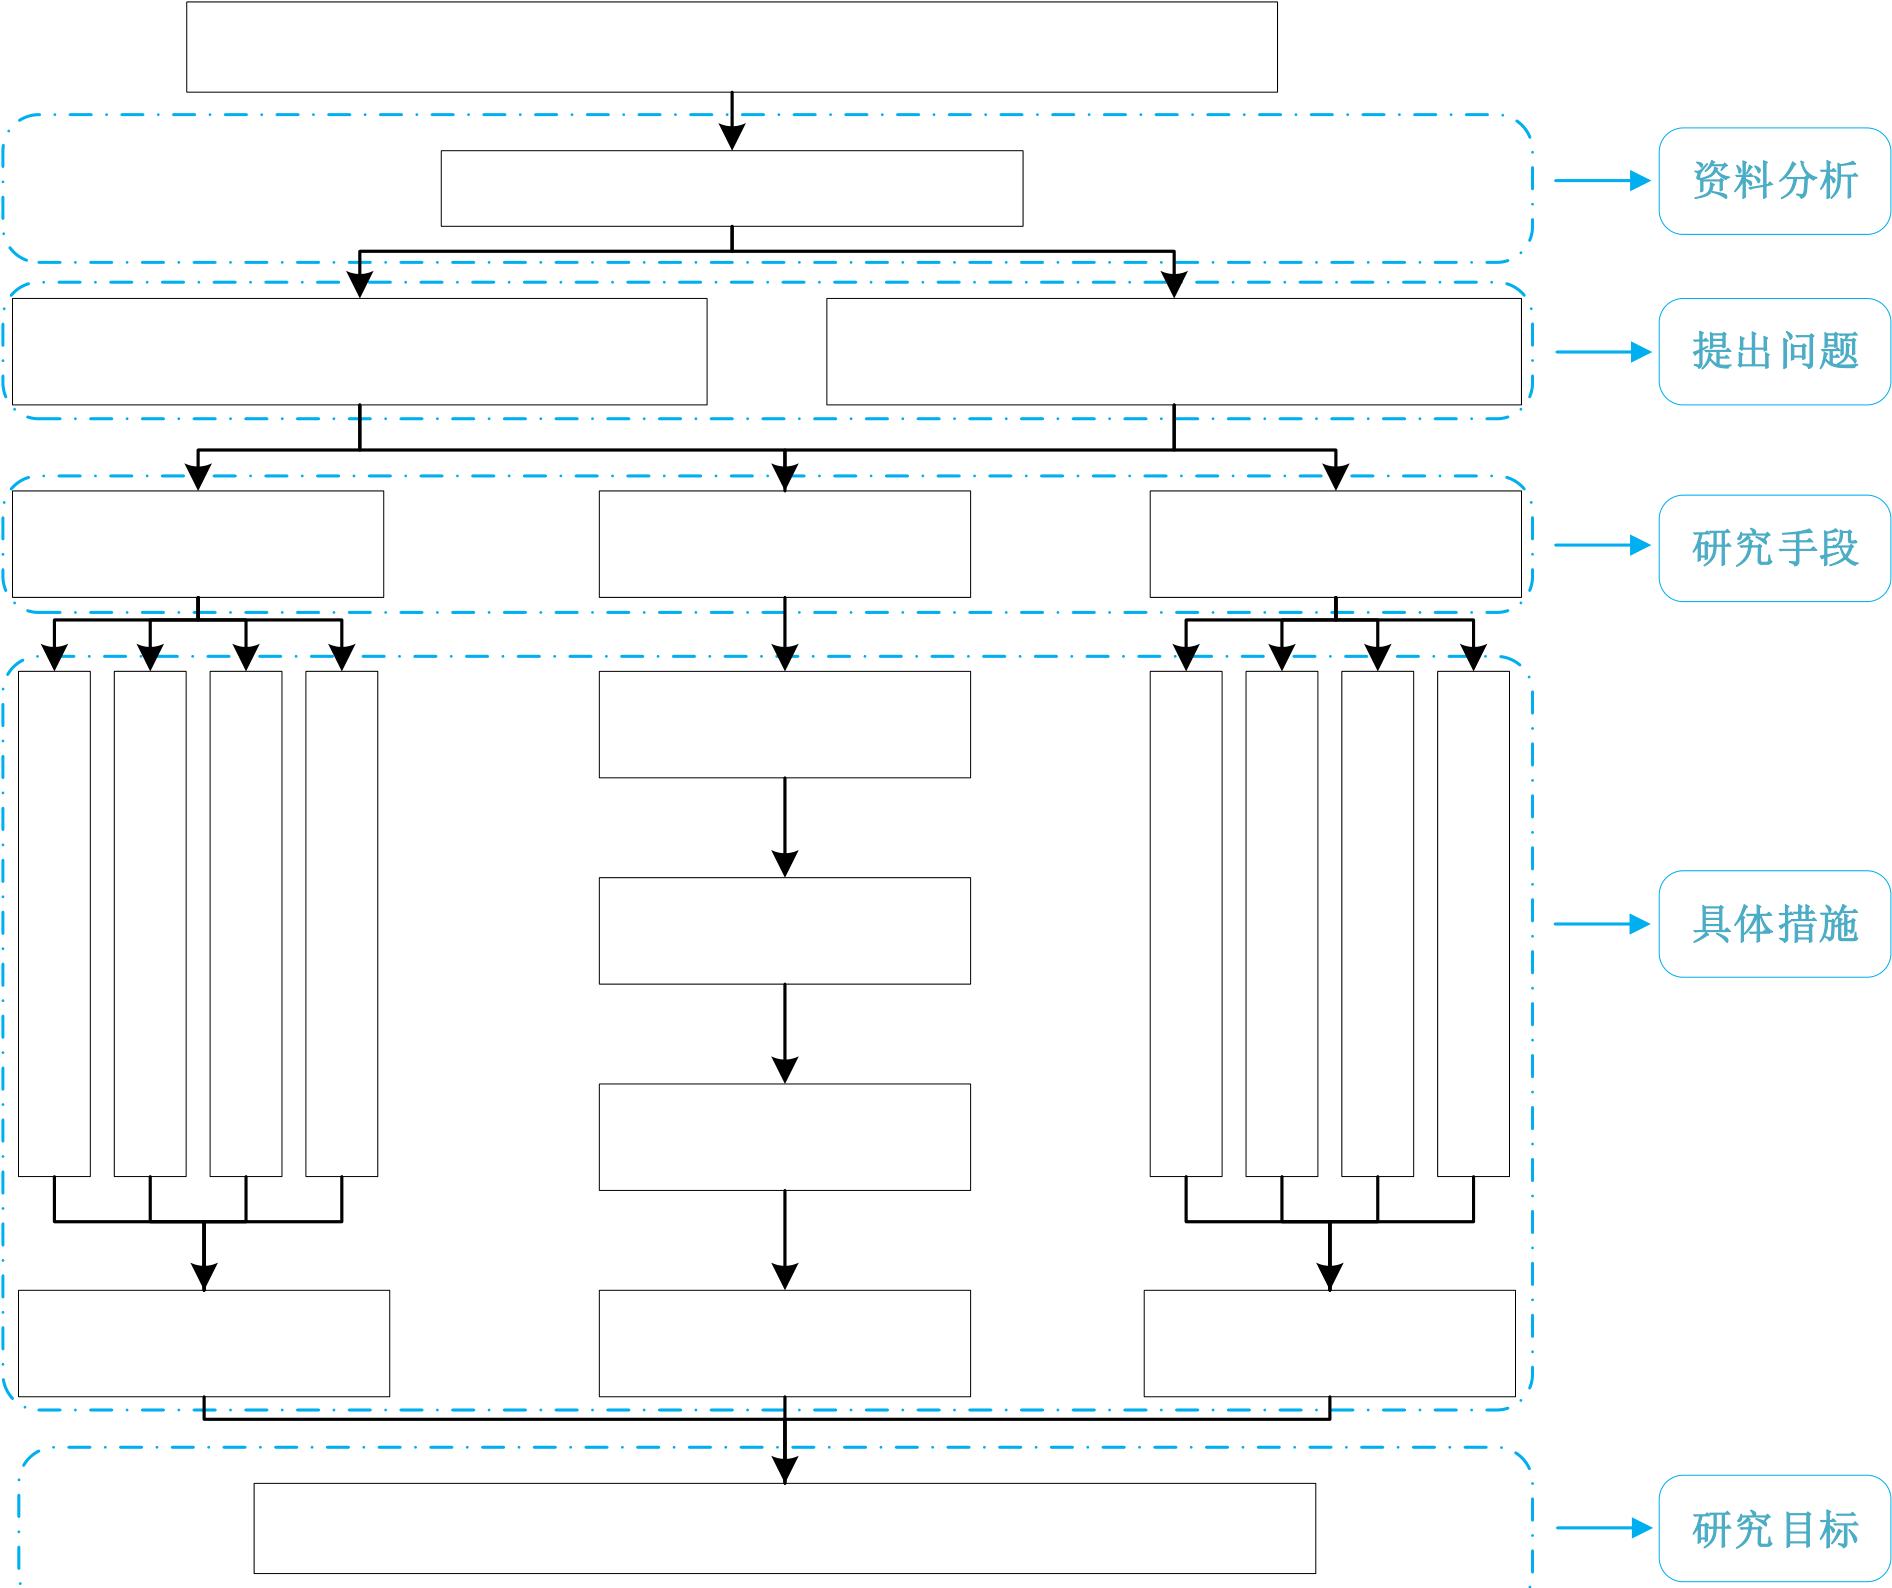 资料分析
提出问题
研究手段
具体措施
研究目标